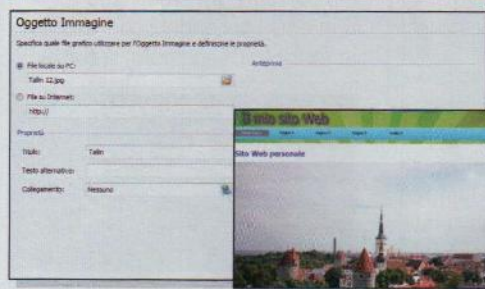 Oggetto Immagine
Specifica quale file grafico utilizzare per l'Oggetto Immagine e definiscine le proprietà.
File locale su PC:
Anteprima
Tallin 12.jpg
File su Internet:
http://
Proprietà
Titolo: Tallin
Testo alternativo:
Collegamento: Nessuno
Il mio sito Web
Sito Web personale